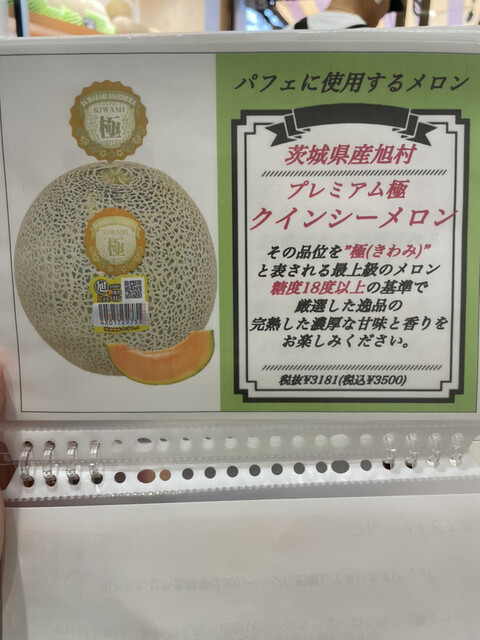 パフェに使用するメロン
茨城県産旭村
プレミアム極
クインシーメロン
その品位を"極(きわみ)"
と表される最上級のメロン
糖度18度以上の基準で
厳選した逸品の
完熟した濃厚な甘味と香りを
お楽しみください。
税抜¥3181(税込¥3500)
KIWAMI
極
KIWAMI
極
旭